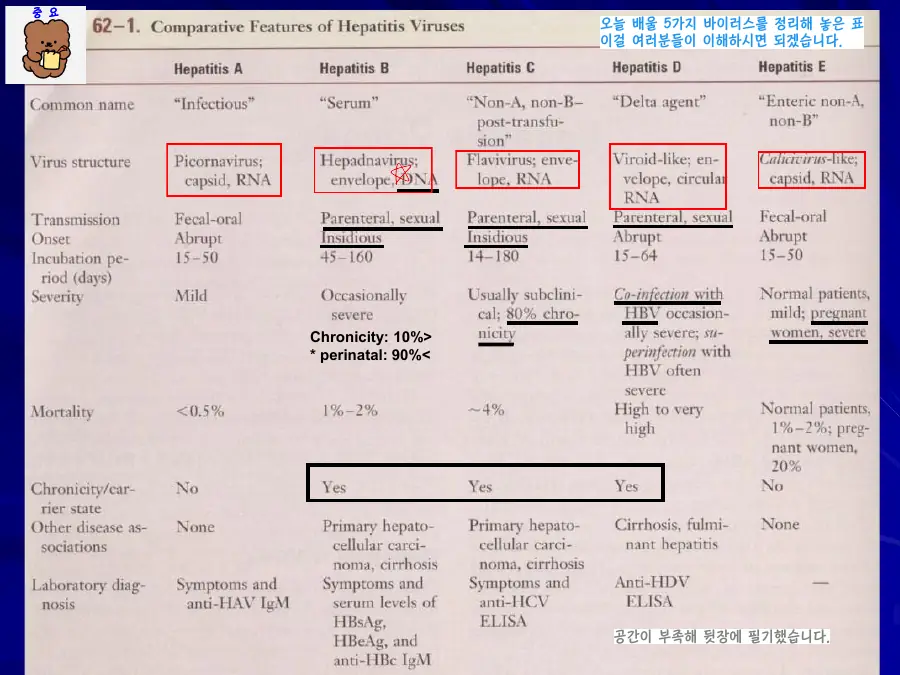 중 요
62-1. Comparative Features of Hepatitis Viruses
오늘 배울 5가지 바이러스를 정리해 놓은 표
이걸 여러분들이 이해하시면 되겠습니다.
Hepatitis A Hepatitis B Hepatitis C Hepatitis D Hepatitis E
Common name “Infectious” “Serum” “Non-A, non-B– “Delta agent” “Enteric non-A,
post-transfu- non-B”
sion”
Virus structure Picornavirus; Hepadnavirus; Flavivirus; enve- Viroid-like; en- Calicivirus-like;
capsid, RNA envelope, DNA lope, RNA velope, circular capsid, RNA
RNA
Transmission Fecal-oral Parenteral, sexual Parenteral, sexual Parenteral, sexual Fecal-oral
Onset Abrupt Insidious Insidious Abrupt Abrupt
Incubation pe- 15–50 45–160 14–180 15–64 15–50
riod (days)
Severity Mild Occasionally Usually subclini- Co-infection with Normal patients,
severe cal; 80% chro- HBV occasion- mild; pregnant
nicity ally severe; su- women, severe
Chronicity: 10%>
* perinatal: 90%<
perinfection with
HBV often
severe
Mortality <0.5% 1%–2% ~4% High to very Normal patients,
high 1%–2%; preg-
nant women,
20%
Chronicity/car- No Yes Yes Yes No
rier state
Other disease as- None Primary hepato- Primary hepato- Cirrhosis, fulmi- None
sociations cellular carci- cellular carci- nant hepatitis
noma, cirrhosis noma, cirrhosis
Laboratory diag- Symptoms and Symptoms and Symptoms and Anti-HDV —
nosis anti-HAV IgM serum levels of anti-HCV ELISA
HBsAg, ELISA
HBeAg, and
anti-HBc IgM
공간이 부족해 뒷장에 필기했습니다.